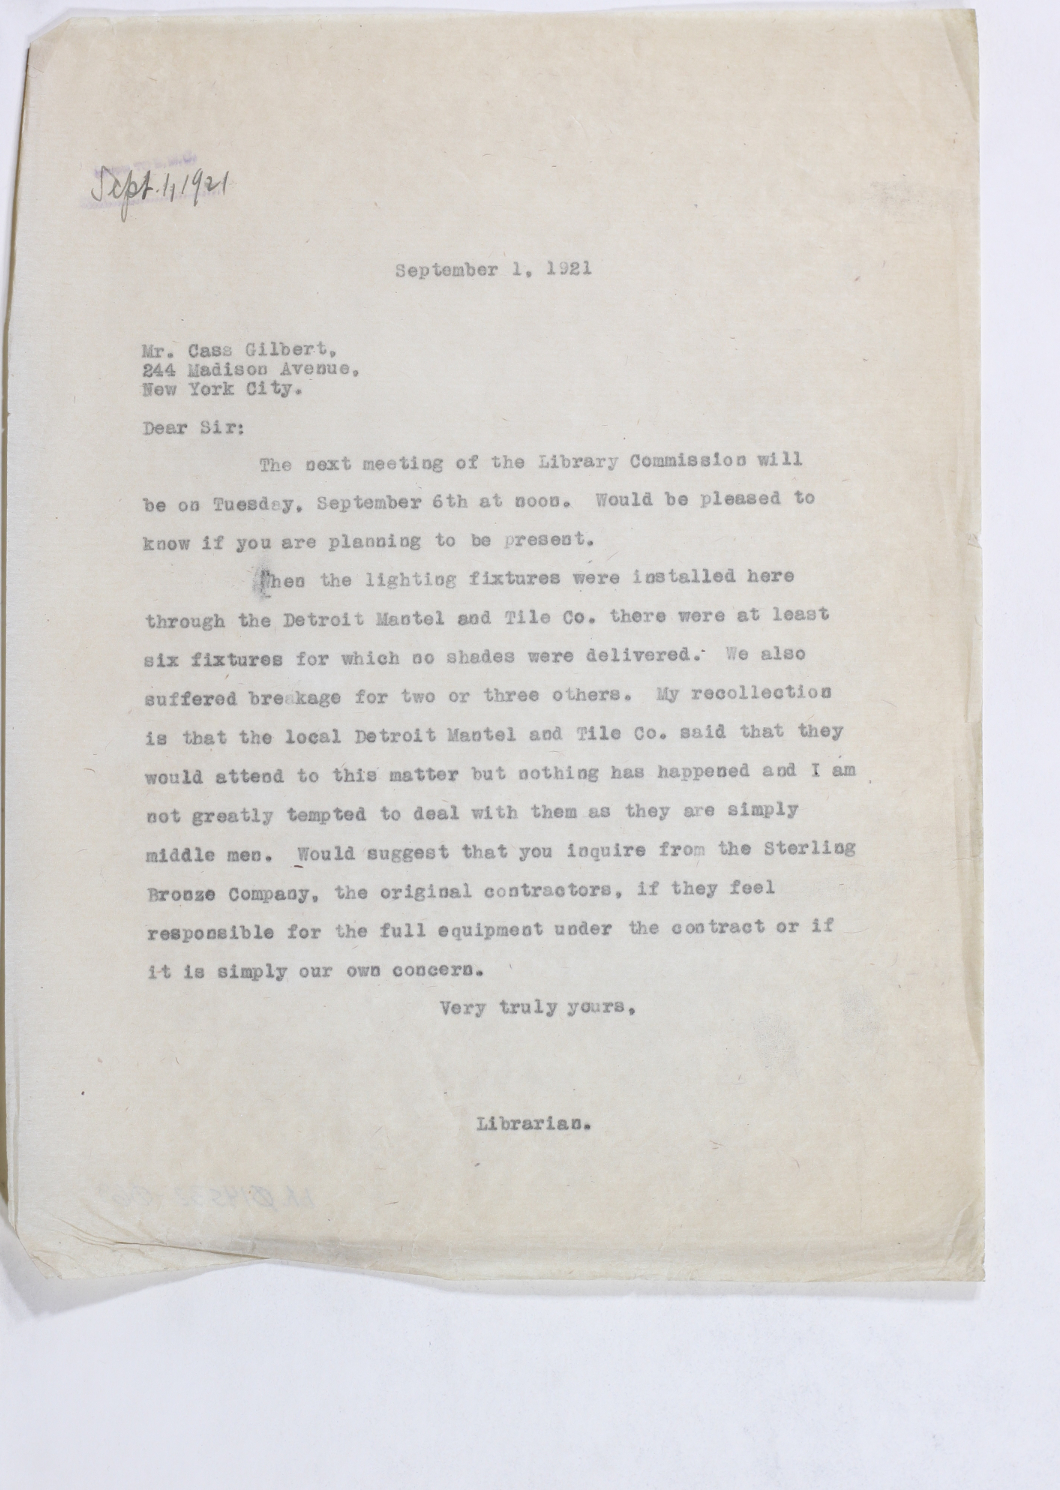 Sept. 1, 1921
September 1, 1921
Mr. Cass Gilbert,
244 Madison Avenue,
New York City.
Dear Sir:
The next meeting of the Library Commission will
be on Tuesday, September 6th at noon. Would be pleased to
know if you are planning to be present.
When the lighting fixtures were installed here
through the Detroit Mantel and Tile Co. there were at least
six fixtures for which no shades were delivered. We also
suffered breakage for two or three others. My recollection
is that the local Detroit Mantel and Tile Co. said that they
would attend to this matter but nothing has happened and I am
not greatly tempted to deal with them as they are simply
middle men. Would suggest that you inquire from the Sterling
Bronze Company, the original contractors, if they feel
responsible for the full equipment under the contract or if
it is simply our own concern.
Very truly yours,
Librarian.